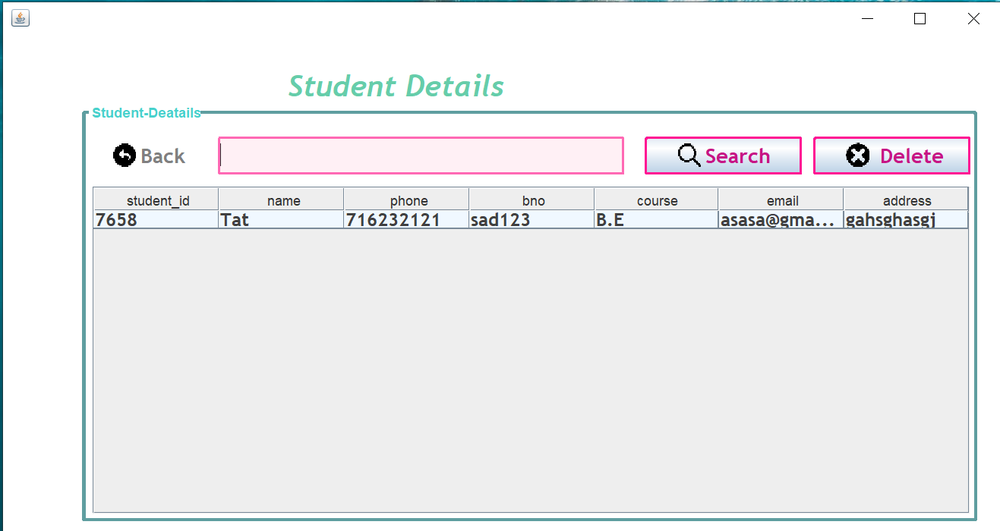 Student Details
Student-Deatails
Back Search Delete
student_id name phone bno course email address
7658 Tat 716232121 sad123 B.E asasa@gma... gahsghasgj